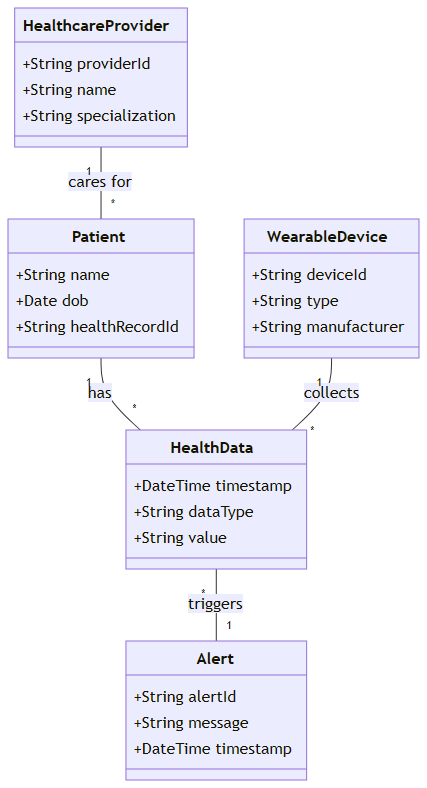 HealthcareProvider
+String providerId
+String name
+String specialization
1
cares for
*
Patient
+String name
+Date dob
+String healthRecordId
WearableDevice
+String deviceId
+String type
+String manufacturer
1
has
*
1
collects
*
HealthData
+DateTime timestamp
+String dataType
+String value
*
triggers
1
Alert
+String alertId
+String message
+DateTime timestamp